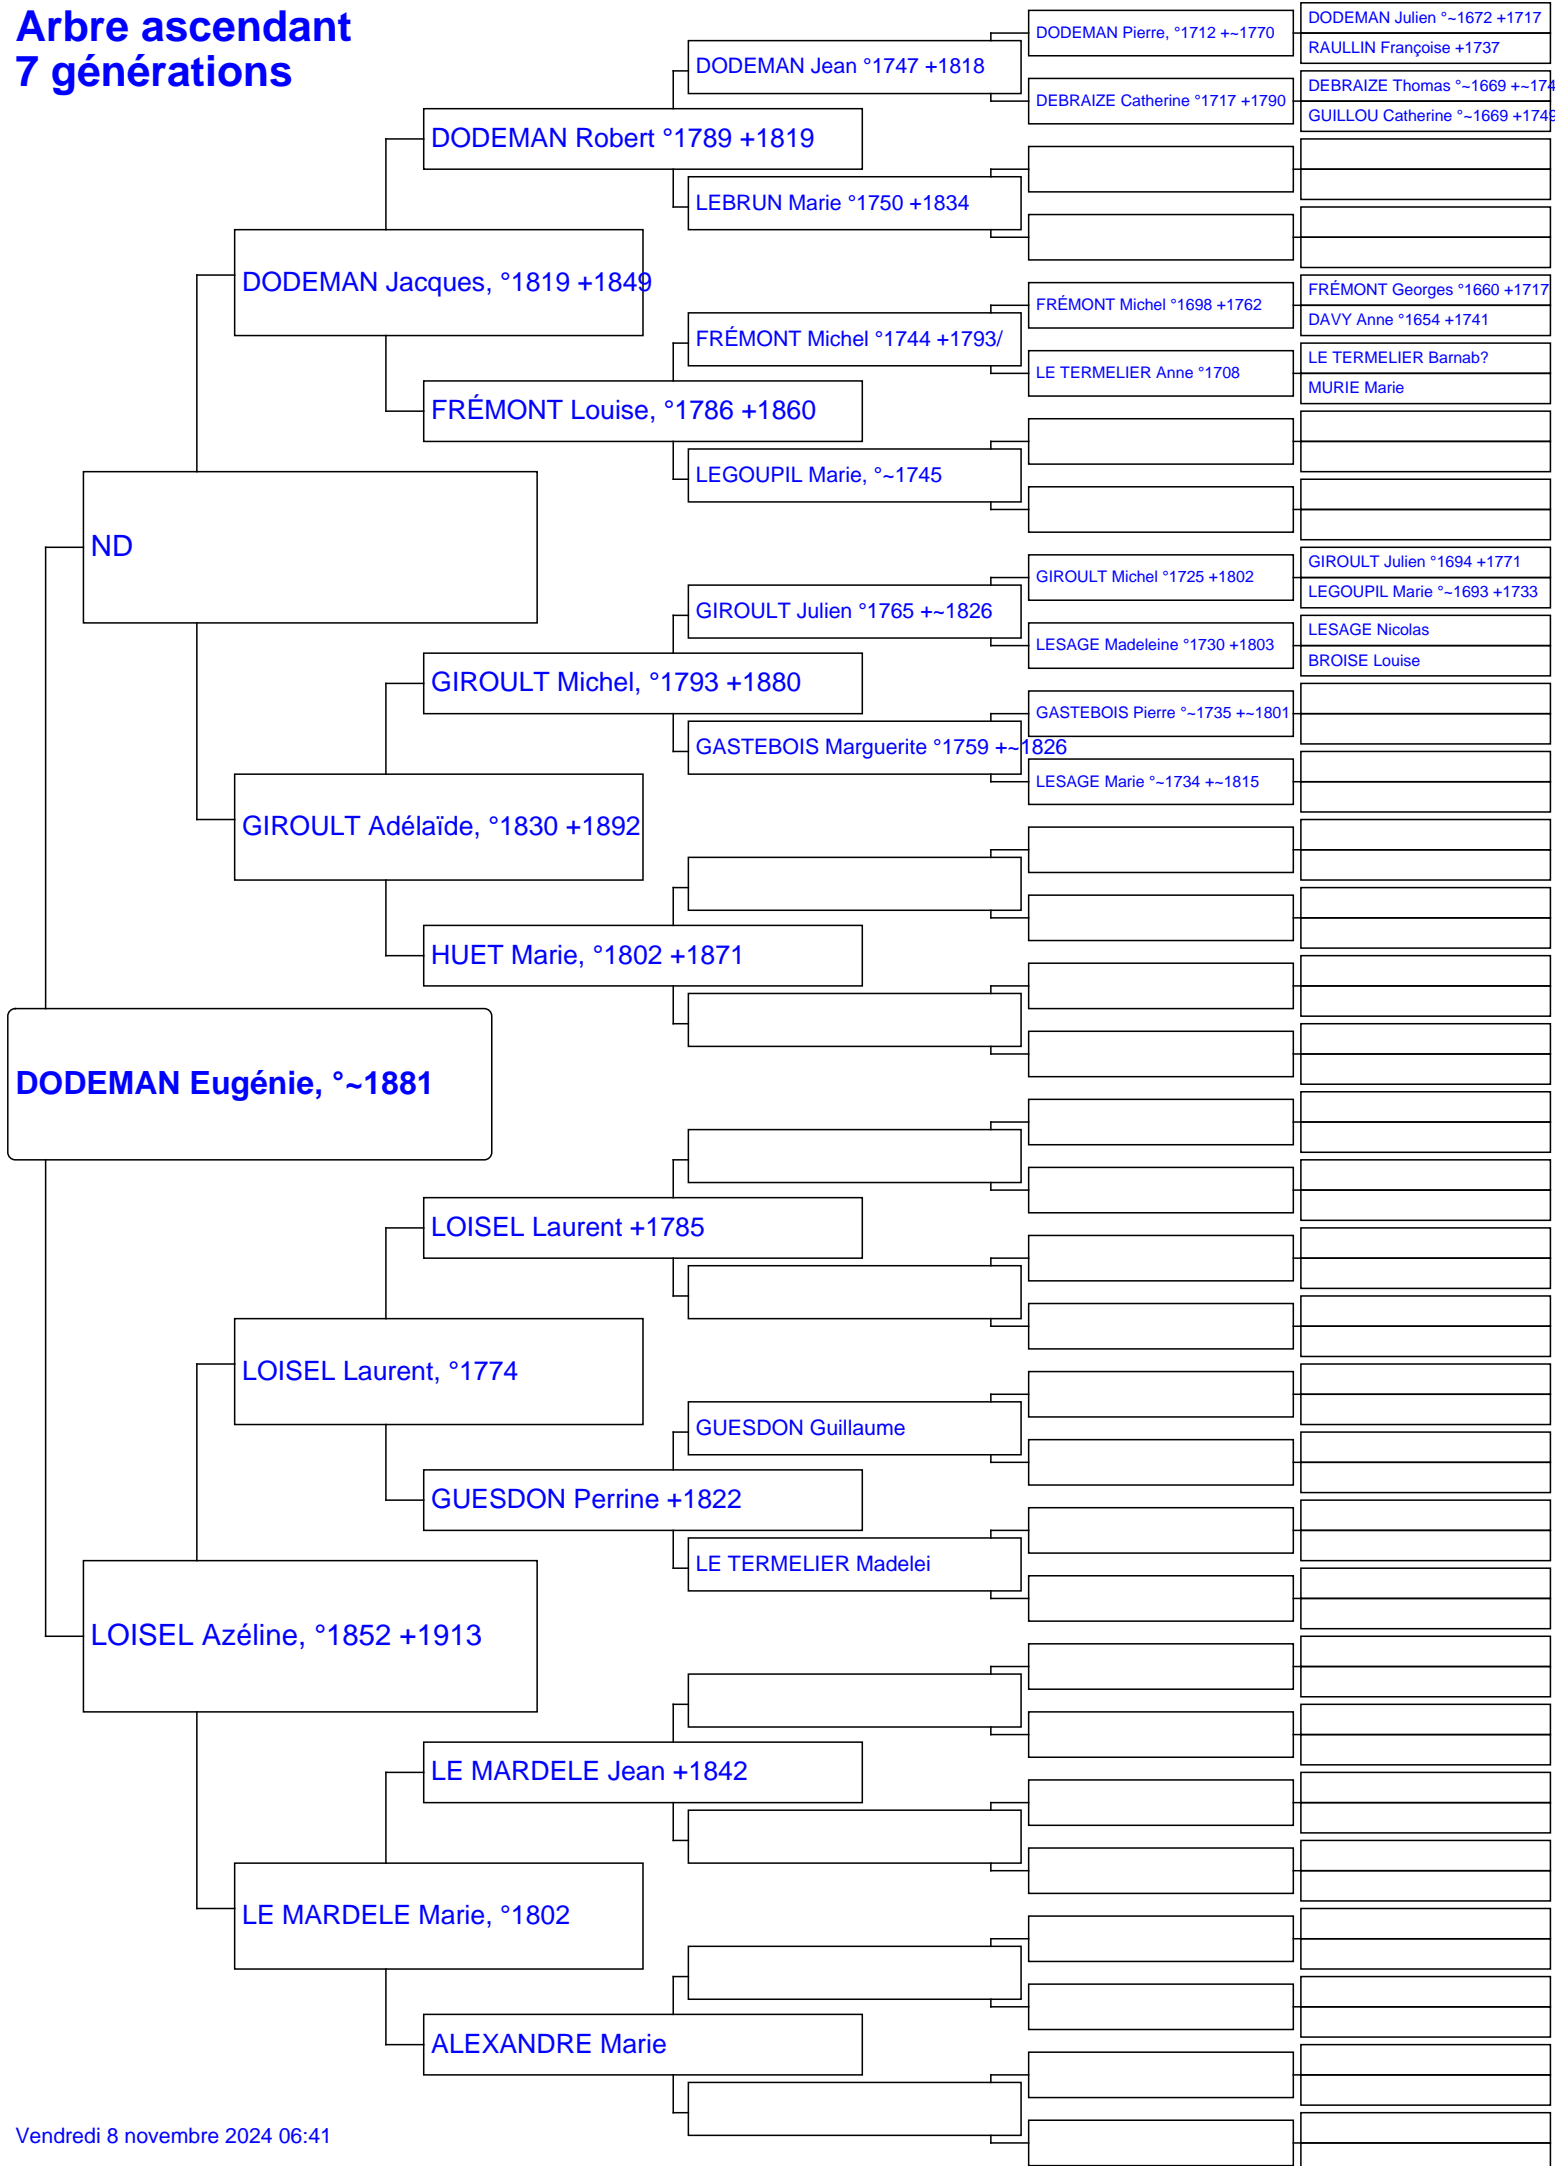 Arbre ascendant
7 générations
DODEMAN Julien °~1672 +1717
DODEMAN Pierre, °1712 +~1770
RAULLIN Françoise +1737
DODEMAN Jean °1747 +1818
DEBRAIZE Thomas °~1669 +~174
DEBRAIZE Catherine °1717 +1790
GUILLOU Catherine °~1669 +1749
DODEMAN Robert °1789 +1819
LEBRUN Marie °1750 +1834
DODEMAN Jacques, °1819 +1849
FRÉMONT Georges °1660 +1717
FRÉMONT Michel °1698 +1762
DAVY Anne °1654 +1741
FRÉMONT Michel °1744 +1793/
LE TERMELIER Barnab?
LE TERMELIER Anne °1708
MURIE Marie
FRÉMONT Louise, °1786 +1860
LEGOUPIL Marie, °~1745
ND
GIROULT Julien °1694 +1771
GIROULT Michel °1725 +1802
LEGOUPIL Marie °~1693 +1733
GIROULT Julien °1765 +~1826
LESAGE Nicolas
LESAGE Madeleine °1730 +1803
BROISE Louise
GIROULT Michel, °1793 +1880
GASTEBOIS Pierre °~1735 +~1801
GASTEBOIS Marguerite °1759 +~1826
LESAGE Marie °~1734 +~1815
GIROULT Adélaïde, °1830 +1892
HUET Marie, °1802 +1871
DODEMAN Eugénie, °~1881
LOISEL Laurent +1785
LOISEL Laurent, °1774
GUESDON Guillaume
GUESDON Perrine +1822
LE TERMELIER Madelei
LOISEL Azéline, °1852 +1913
LE MARDELE Jean +1842
LE MARDELE Marie, °1802
ALEXANDRE Marie
Vendredi 8 novembre 2024 06:41